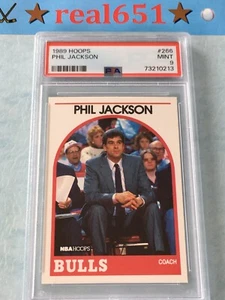 ★ real651 ★
1989 HOOPS #266
PHIL JACKSON MINT
PSA 9
73210213
PHIL JACKSON
NBA HOOPS COACH
BULLS